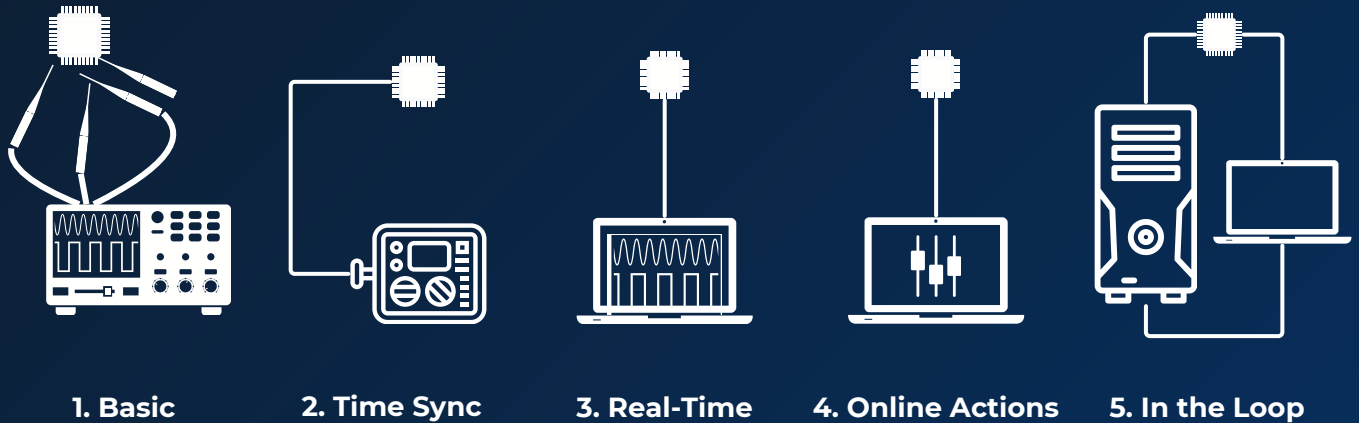 1. Basic
2. Time Sync
3. Real-Time
4. Online Actions
5. In the Loop